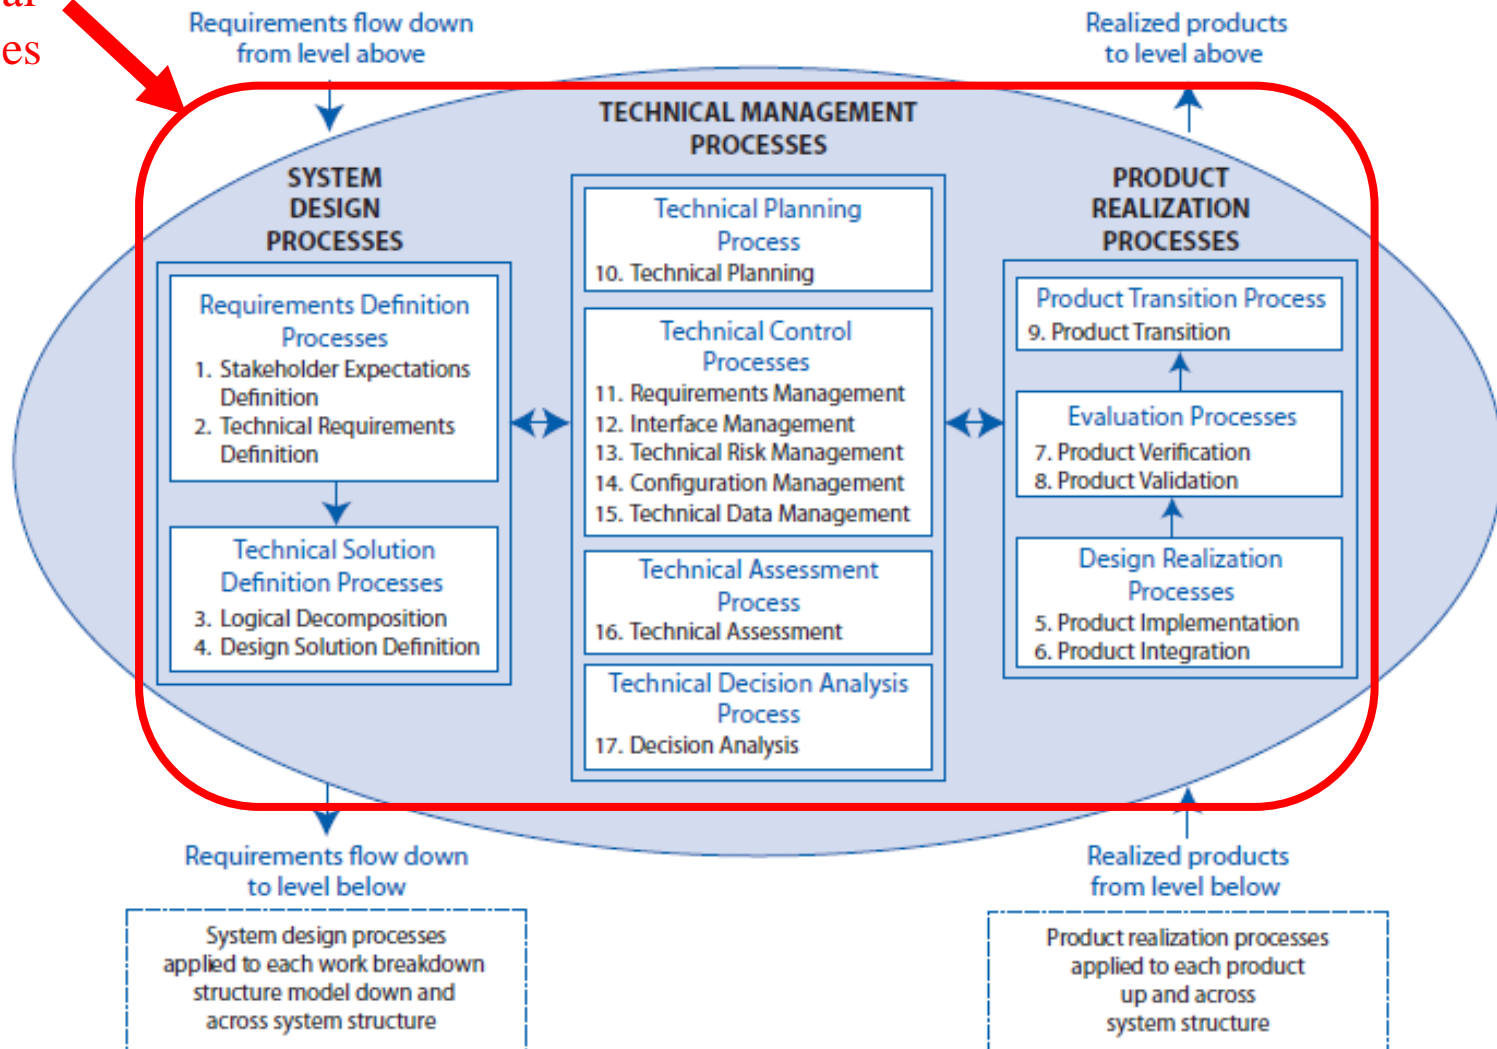 es
Requirements flow down
from level above
Realized products
to level above
TECHNICAL MANAGEMENT
PROCESSES
SYSTEM
DESIGN
PROCESSES
Requirements Definition
Processes
1. Stakeholder Expectations
Definition
2. Technical Requirements
Definition
Technical Solution
Definition Processes
3. Logical Decomposition
4. Design Solution Definition
Technical Planning
Process
10. Technical Planning
Technical Control
Processes
11. Requirements Management
12. Interface Management
13. Technical Risk Management
14. Configuration Management
15. Technical Data Management
Technical Assessment
Process
16. Technical Assessment
Technical Decision Analysis
Process
17. Decision Analysis
PRODUCT
REALIZATION
PROCESSES
Product Transition Process
9. Product Transition
Evaluation Processes
7. Product Verification
8. Product Validation
Design Realization
Processes
5. Product Implementation
6. Product Integration
Requirements flow down
to level below
Realized products
from level below
System design processes
applied to each work breakdown
structure model down and
across system structure
Product realization processes
applied to each product
up and across
system structure